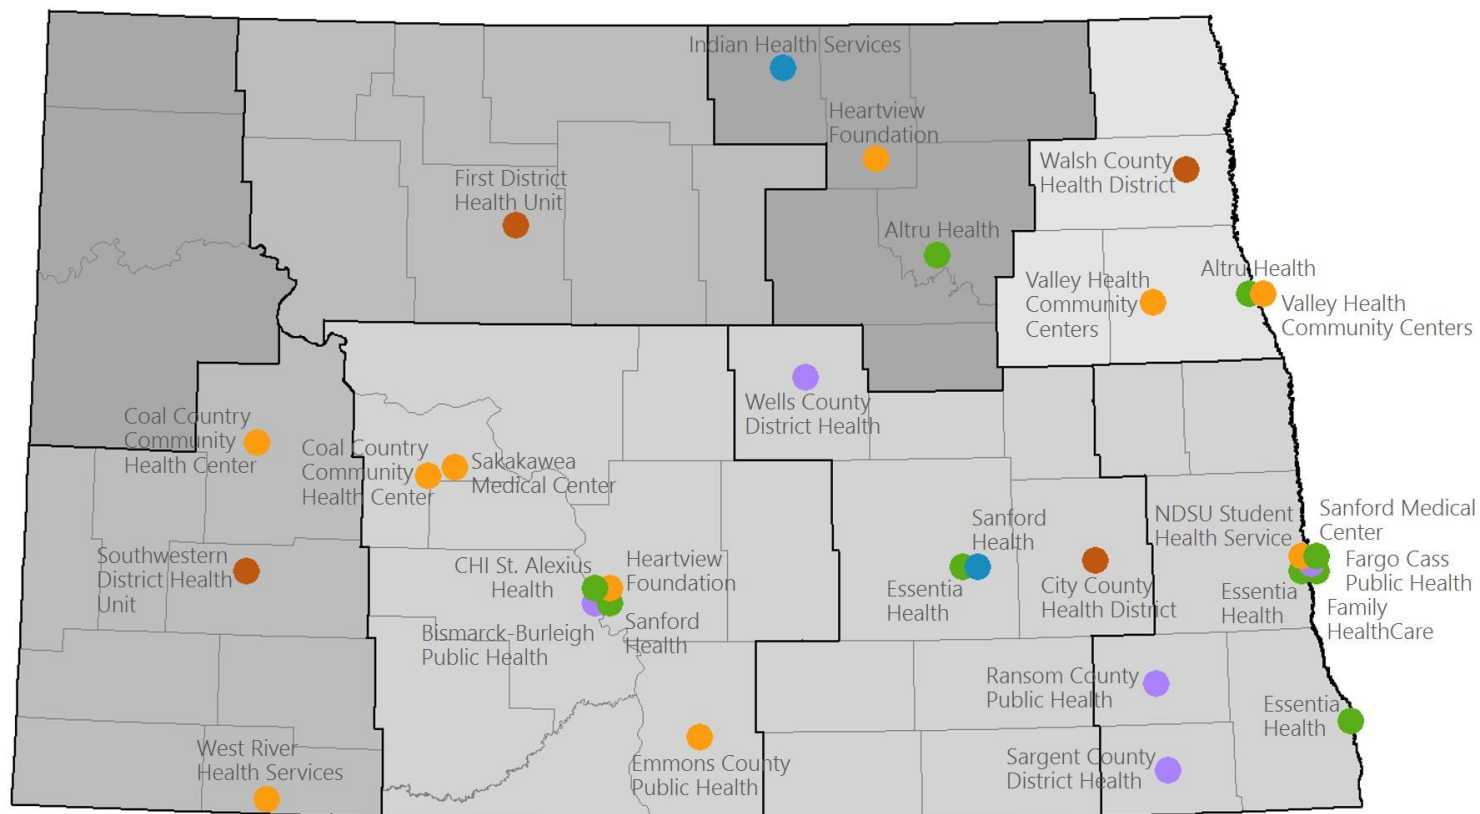 Indian Health Services
Heartview
Foundation
Walsh County
Health District
First District
Health Unit
Altru Health
Valley Health
Community
Centers
Altru Health
Valley Health
Community Centers
Wells County
District Health
Coal Country
Community
Health Center
Coal Country
Community
Health Center
Sakakawea
Medical Center
Southwestern
District Health
Unit
CHI St. Alexius
Health
Heartview
Foundation
Bismarck-Burleigh
Public Health
Sanford
Health
Sanford
Health
Essentia
Health
City County
Health District
NDSU Student
Health Service
Sanford Medical
Center
Fargo Cass
Public Health
Essentia
Health
Family
HealthCare
Ransom County
Public Health
Essentia
Health
West River
Health Services
Emmons County
Public Health
Sargent County
District Health